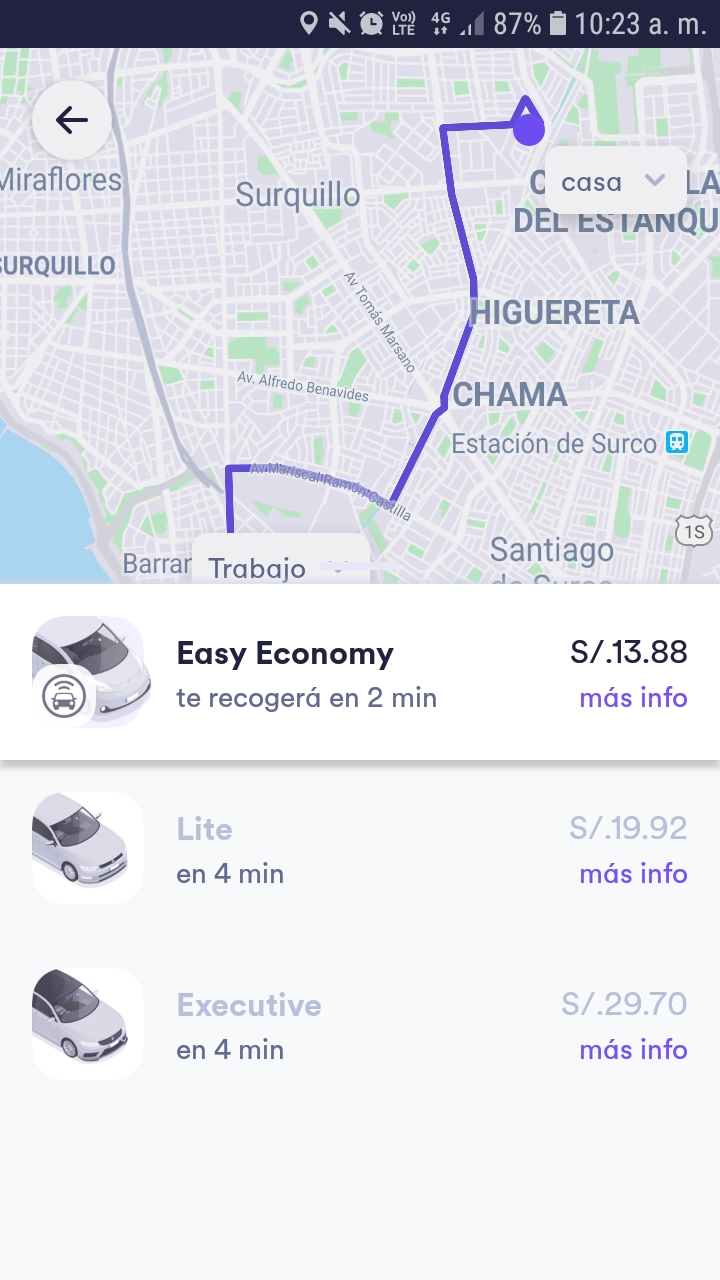 Vo))
LTE
4G
87%
10:23 a. m.
Miraflores
Surquillo
casa
DEL ESTANQU
SURQUILLO
Av Tomás Marsano
HIGUERETA
Av. Alfredo Benavides
CHAMA
Estación de Surco
Av Mariscal Ramón Castilla
1S
Santiago
de Surco
Barran
Trabajo
Easy Economy
S/.13.88
te recogerá en 2 min
más info
Lite
S/.19.92
en 4 min
más info
Executive
S/.29.70
en 4 min
más info